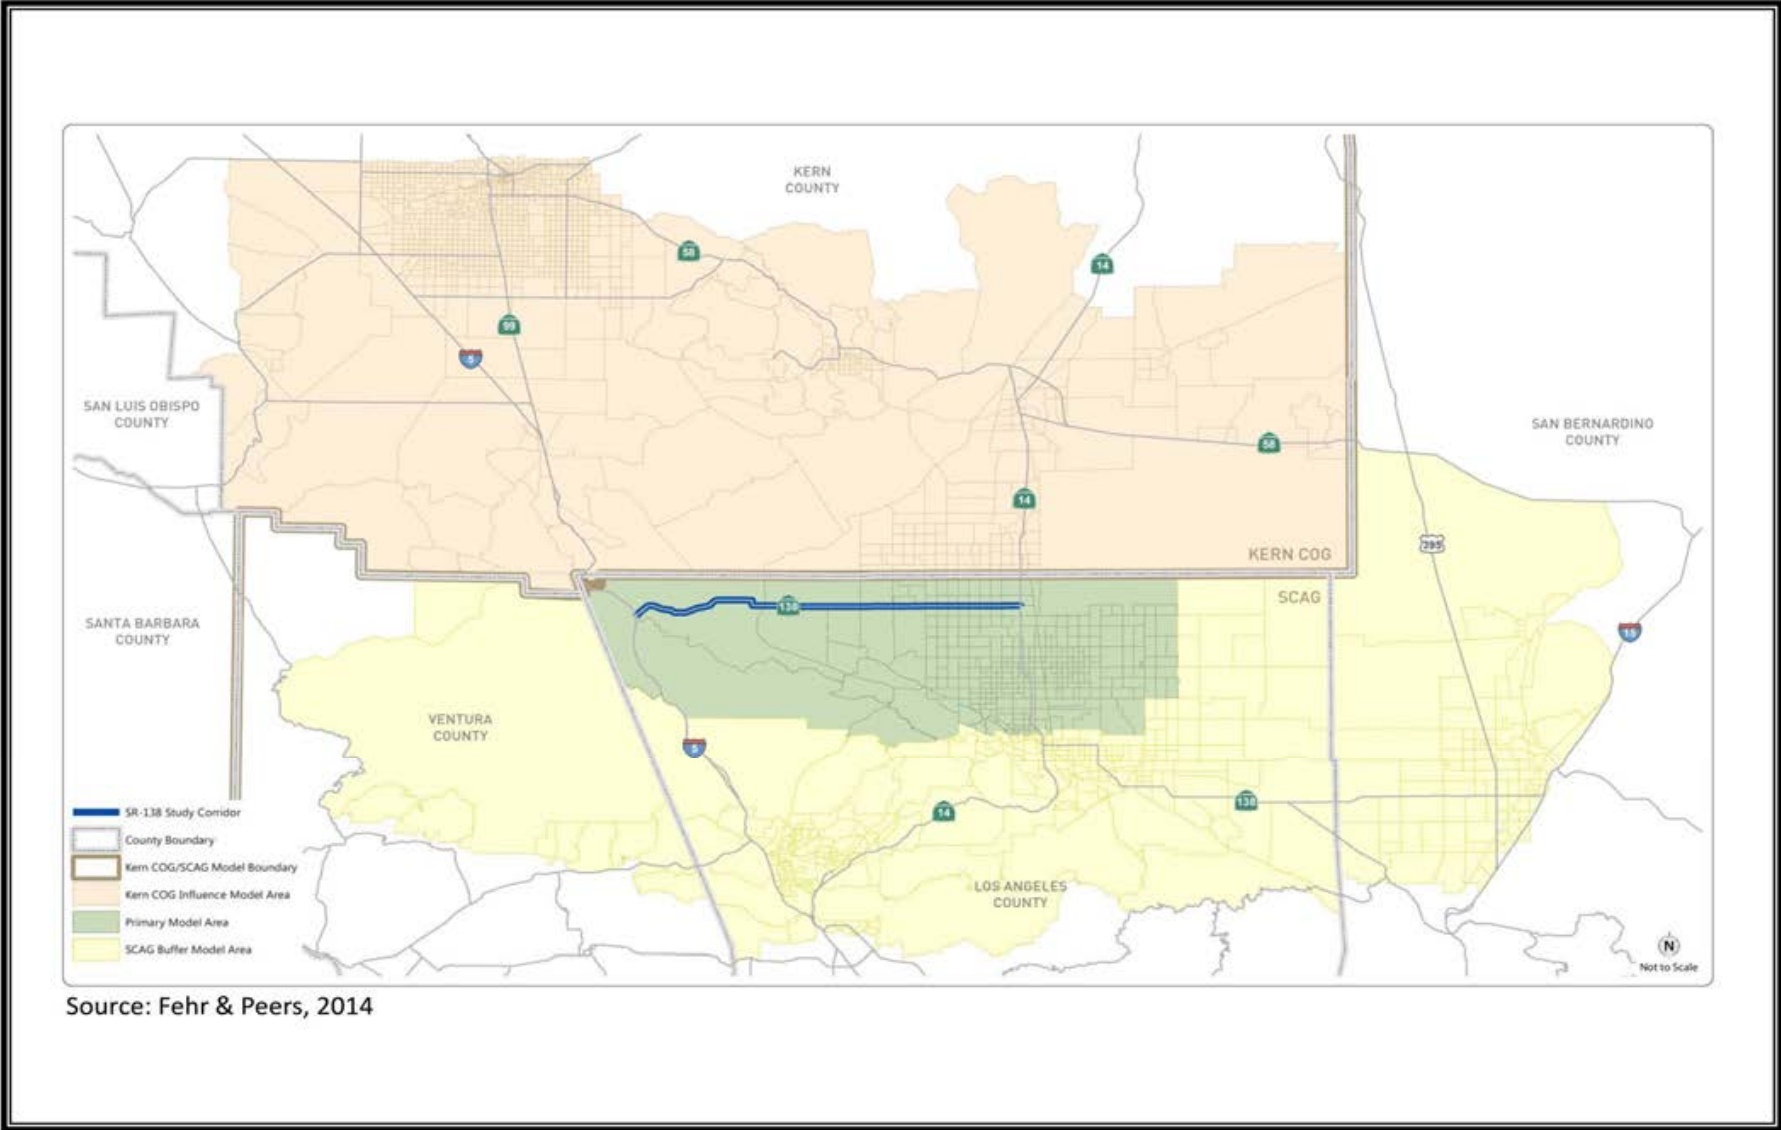 KERN
COUNTY
58
14
99
5
SAN LUIS OBISPO
COUNTY
SAN BERNARDINO
COUNTY
58
14
395
KERN COG
SCAG
138
SANTA BARBARA
COUNTY
15
VENTURA
COUNTY
5
138
14
LOS ANGELES
COUNTY
SR-138 Study Corridor
County Boundary
Kern COG/SCAG Model Boundary
Kern COG Influence Model Area
Primary Model Area
SCAG Buffer Model Area
N
Not to Scale
Source: Fehr & Peers, 2014